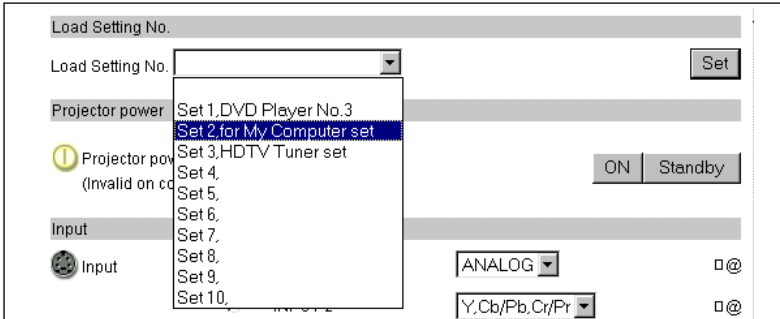 Load Setting No.
Load Setting No.
Set
Set 1,DVD Player No.3
Projector power
Set 2,for My Computer set
Set 3,HDTV Tuner set
Projector pow
ON Standby
(Invalid on co
Set 4,
Set 5,
Set 6,
Input
Set 7,
Set 8,
Input
ANALOG
@
Set 9,
Set 10,
Y,Cb/Pb,Cr/Pr
@